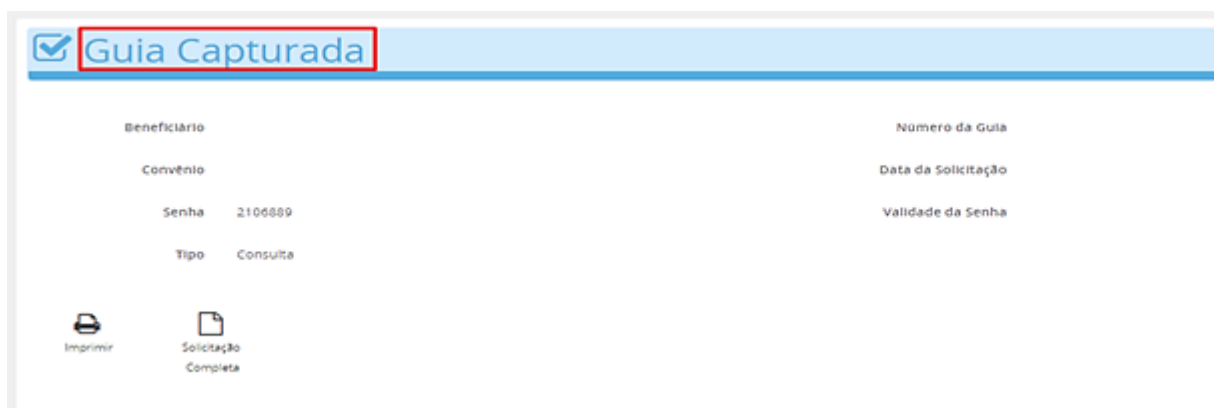 Guia Capturada
Beneficiário
Número da Guia
Convênio
Data da Solicitação
Senha 2106889
Validade da Senha
Tipo Consulta
Imprimir
Solicitação
Completa